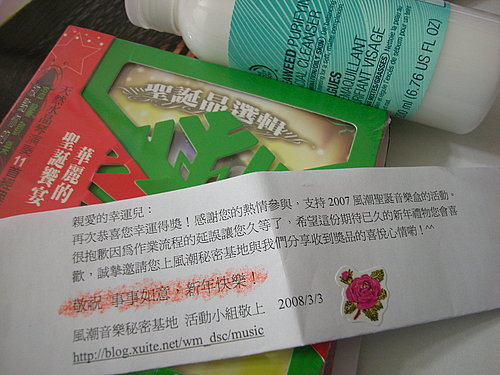 AWEED PURIFYING
CLEANSER
VISAGE
ml (6.76 US FL OZ)
聖誕品選輯
華麗的
聖誕饗宴
親愛的幸運兒：
再次恭喜您幸運得獎！感謝您的熱情參與，支持 2007 風潮聖誕音樂盒的活動。
很抱歉因為作業流程的延誤讓您久等了，希望這份期待已久的新年禮物您會喜
歡，誠摯邀請您上風潮秘密基地與我們分享收到獎品的喜悅心情喲！^^
敬祝 事事如意，新年快樂！
風潮音樂秘密基地 活動小組敬上 2008/3/3
http://blog.xuite.net/wm_dsc/music